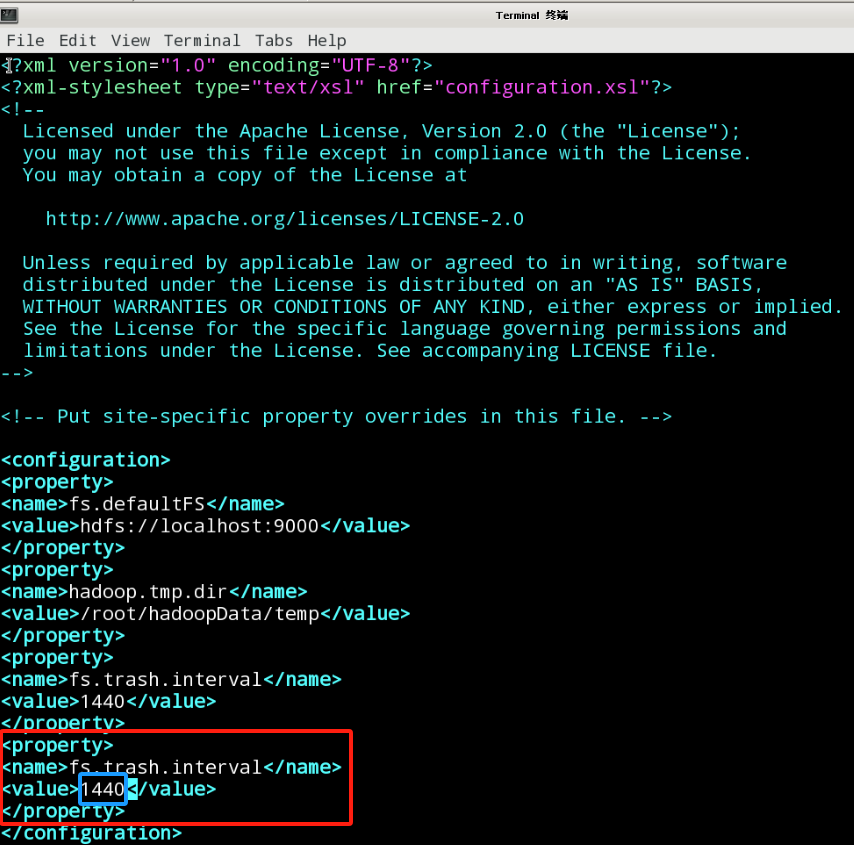 Terminal 终端
File Edit View Terminal Tabs Help
<?xml version="1.0" encoding="UTF-8"?>
<?xml-stylesheet type="text/xsl" href="configuration.xsl"?>
<!--
  Licensed under the Apache License, Version 2.0 (the "License");
  you may not use this file except in compliance with the License.
  You may obtain a copy of the License at

    http://www.apache.org/licenses/LICENSE-2.0

  Unless required by applicable law or agreed to in writing, software
  distributed under the License is distributed on an "AS IS" BASIS,
  WITHOUT WARRANTIES OR CONDITIONS OF ANY KIND, either express or implied.
  See the License for the specific language governing permissions and
  limitations under the License. See accompanying LICENSE file.
-->

<!-- Put site-specific property overrides in this file. -->

<configuration>
<property>
<name>fs.defaultFS</name>
<value>hdfs://localhost:9000</value>
</property>
<property>
<name>hadoop.tmp.dir</name>
<value>/root/hadoopData/temp</value>
</property>
<property>
<name>fs.trash.interval</name>
<value>1440</value>
</property>
<property>
<name>fs.trash.interval</name>
<value>1440</value>
</property>
</configuration>